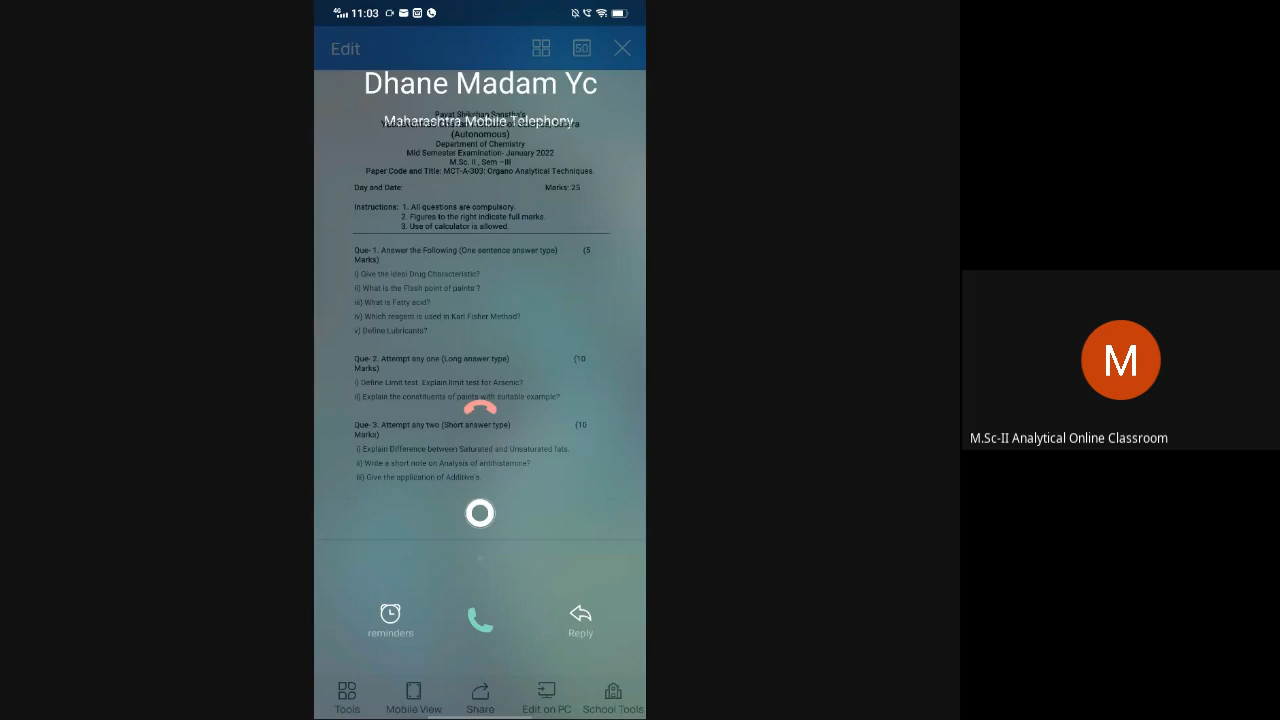 4G 11:03
Edit
50
Dhane Madam Yc
Maharashtra Mobile Telephony
Rayat Shikshan Sanstha's
(Autonomous)
Department of Chemistry
Mid Semester Examination- January 2022
M.Sc. II , Sem –III
Paper Code and Title: MCT-A-303: Organo Analytical Techniques.
Day and Date: Marks: 25
Instructions: 1. All questions are compulsory.
2. Figures to the right indicate full marks.
3. Use of calculator is allowed.
Que- 1. Answer the Following (One sentence answer type) (5
Marks)
i) Give the ideal Drug Characteristic?
ii) What is the Flash point of paints ?
iii) What is Fatty acid?
iv) Which reagent is used in Karl Fisher Method?
v) Define Lubricants?
Que- 2. Attempt any one (Long answer type) (10
Marks)
i) Define Limit test. Explain limit test for Arsenic?
ii) Explain the constituents of paints with suitable example?
Que- 3. Attempt any two (Short answer type) (10
Marks)
i) Explain Difference between Saturated and Unsaturated fats.
ii) Write a short note on Analysis of antihistamine?
iii) Give the application of Additive's.
reminders
Reply
Tools Mobile View Share Edit on PC School Tools
M
M.Sc-II Analytical Online Classroom